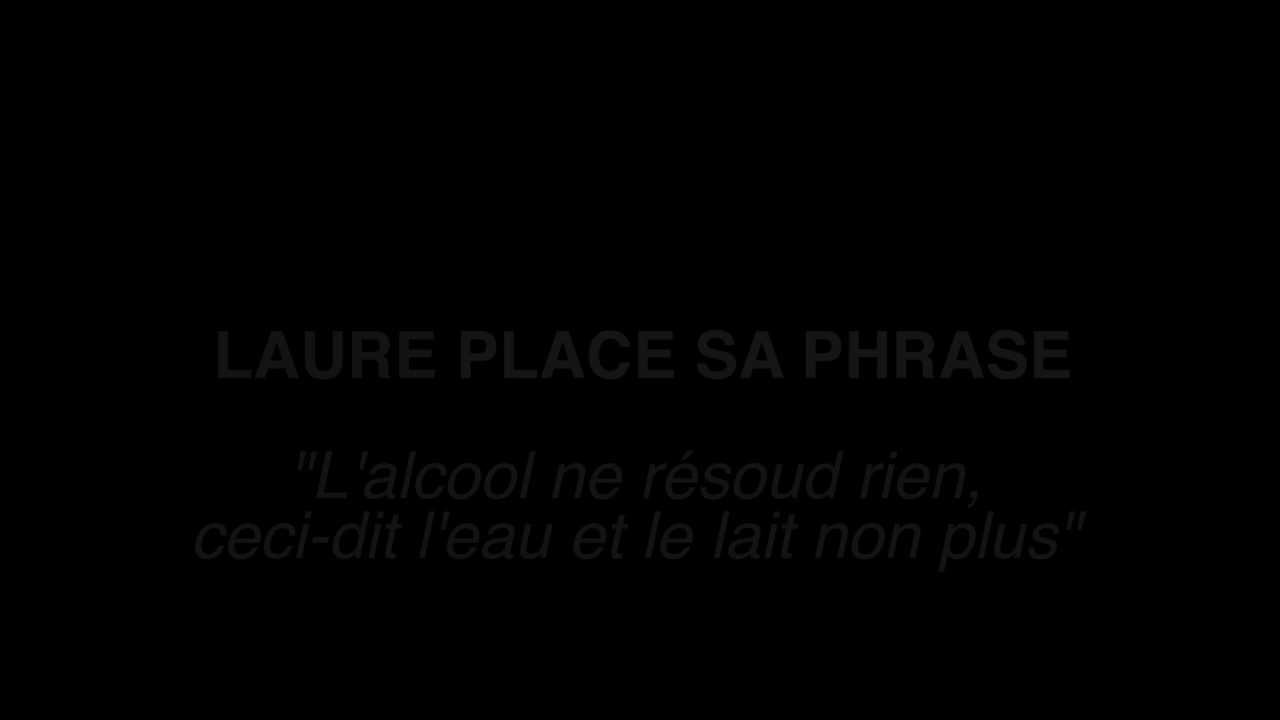 LAURE PLACE SA PHRASE
"L'alcool ne résoud rien,
ceci-dit l'eau et le lait non plus"